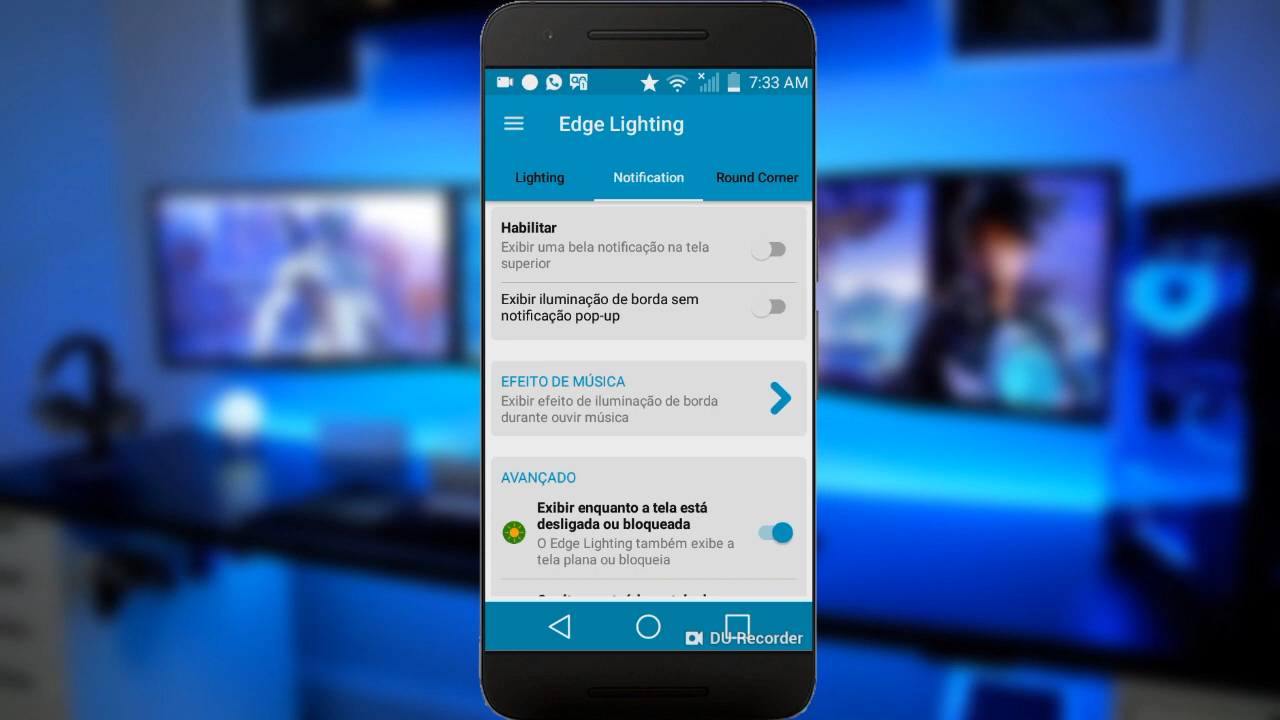 7:33 AM
Edge Lighting
Lighting
Notification
Round Corner
Habilitar
Exibir uma bela notificação na tela
superior
Exibir iluminação de borda sem
notificação pop-up
EFEITO DE MÚSICA
Exibir efeito de iluminação de borda
durante ouvir música
AVANÇADO
Exibir enquanto a tela está
desligada ou bloqueada
O Edge Lighting também exibe a
tela plana ou bloqueia
DU Recorder